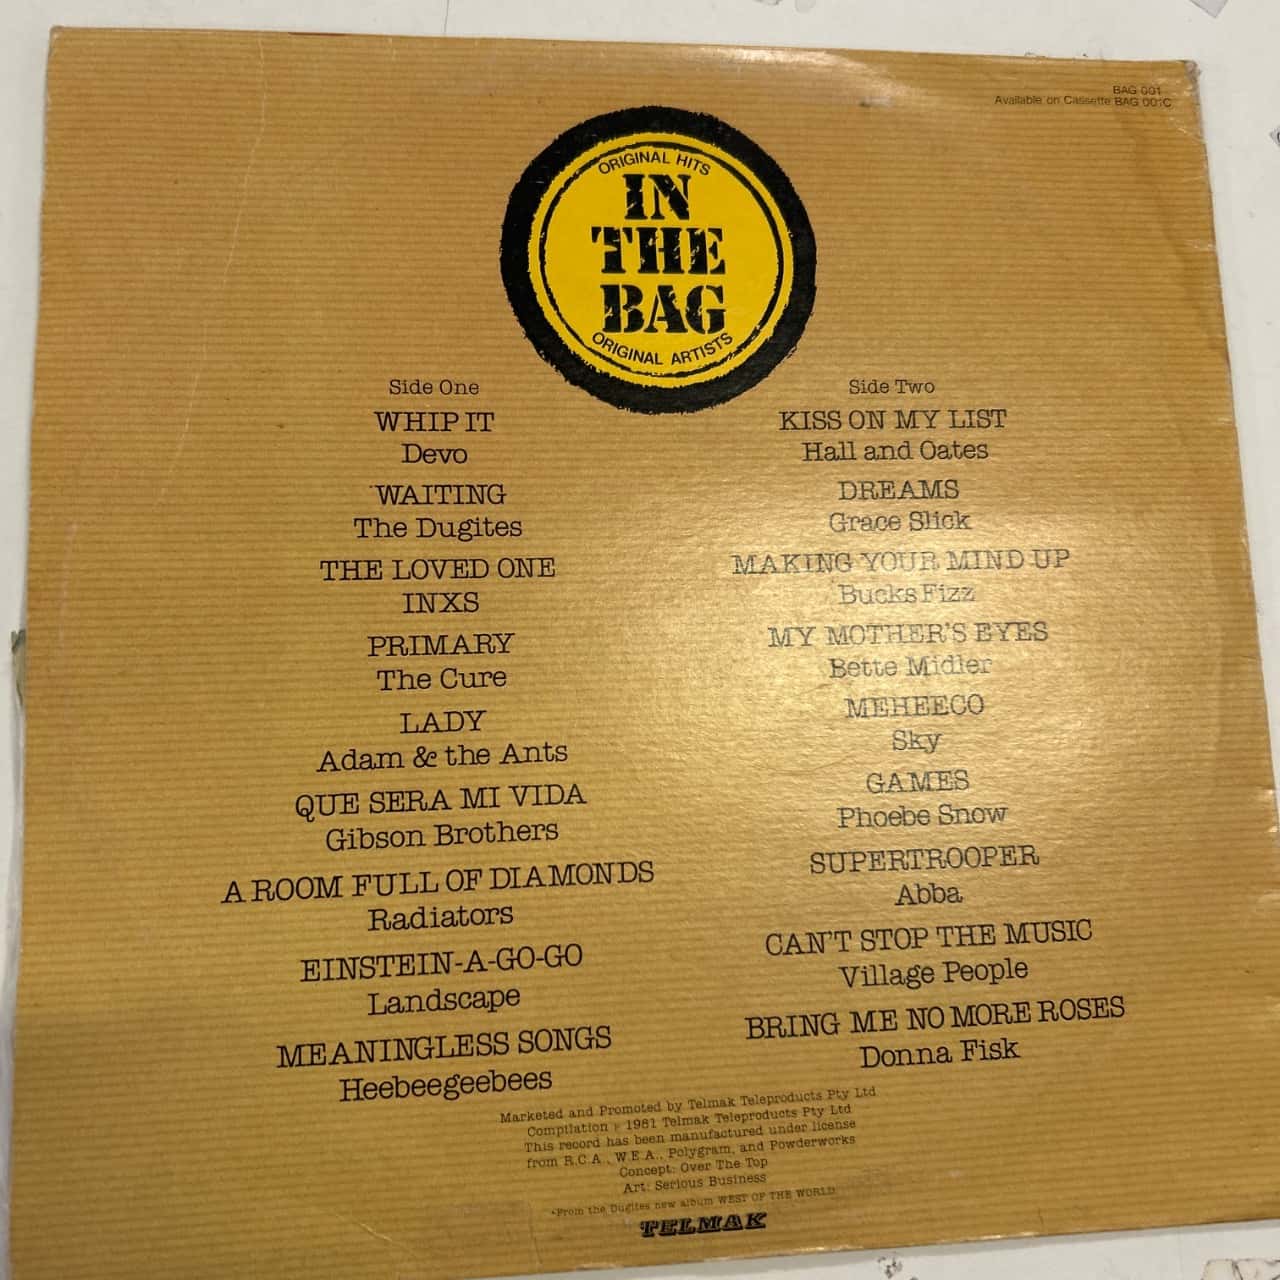 BAG 001
Available on Cassette BAG 001C
ORIGINAL HITS
IN
THE
BAG
ORIGINAL ARTISTS
Side One
WHIP IT
Devo
*WAITING
The Dugites
THE LOVED ONE
INXS
PRIMARY
The Cure
LADY
Adam & the Ants
QUE SERA MI VIDA
Gibson Brothers
A ROOM FULL OF DIAMONDS
Radiators
EINSTEIN-A-GO-GO
Landscape
MEANINGLESS SONGS
Heebeegeebees
Side Two
KISS ON MY LIST
Hall and Oates
DREAMS
Grace Slick
MAKING YOUR MIND UP
Bucks Fizz
MY MOTHER'S EYES
Bette Midler
MEHEECO
Sky
GAMES
Phoebe Snow
SUPERTROOPER
Abba
CAN'T STOP THE MUSIC
Village People
BRING ME NO MORE ROSES
Donna Fisk
Marketed and Promoted by Telmak Teleproducts Pty Ltd
Compilation ℗ 1981 Telmak Teleproducts Pty Ltd
This record has been manufactured under license
from R.C.A., W.E.A., Polygram, and Powderworks
Concept: Over The Top
Art: Serious Business
*From the Dugites new album WEST OF THE WORLD
TELMAK